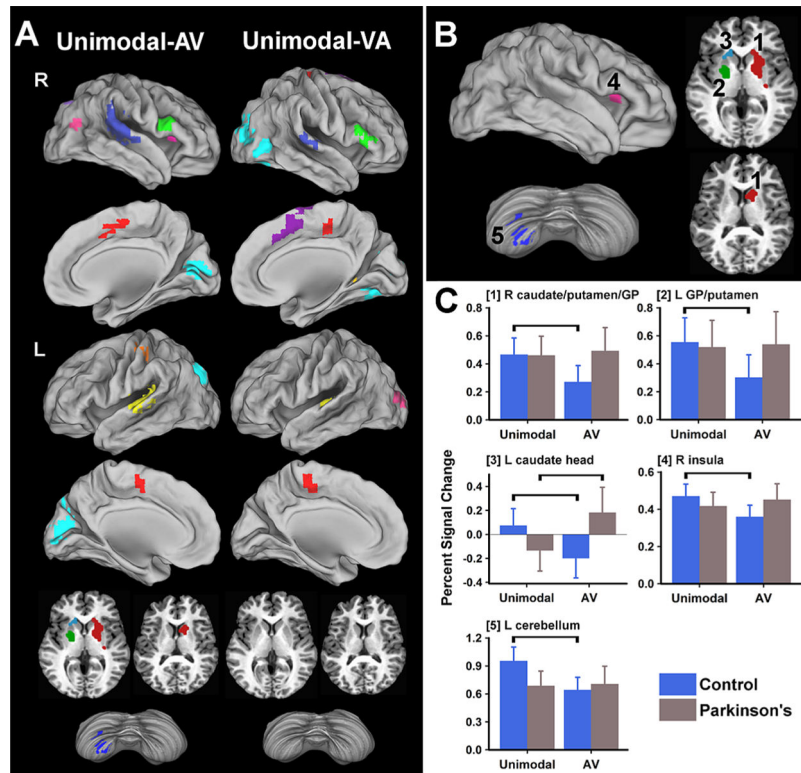 A
Unimodal-AV
Unimodal-VA
R
L
B
4
5
3
1
2
1
C
[1] R caudate/putamen/GP
0.8
0.6
0.4
0.2
0.0
Unimodal
AV
[2] L GP/putamen
0.8
0.6
0.4
0.2
0.0
Unimodal
AV
Percent Signal Change
[3] L caudate head
0.4
0.2
0.0
-0.2
-0.4
Unimodal
AV
[4] R insula
0.6
0.4
0.2
0.0
Unimodal
AV
[5] L cerebellum
1.5
1.2
0.9
0.6
0.3
0.0
Unimodal
AV
Control
Parkinson's